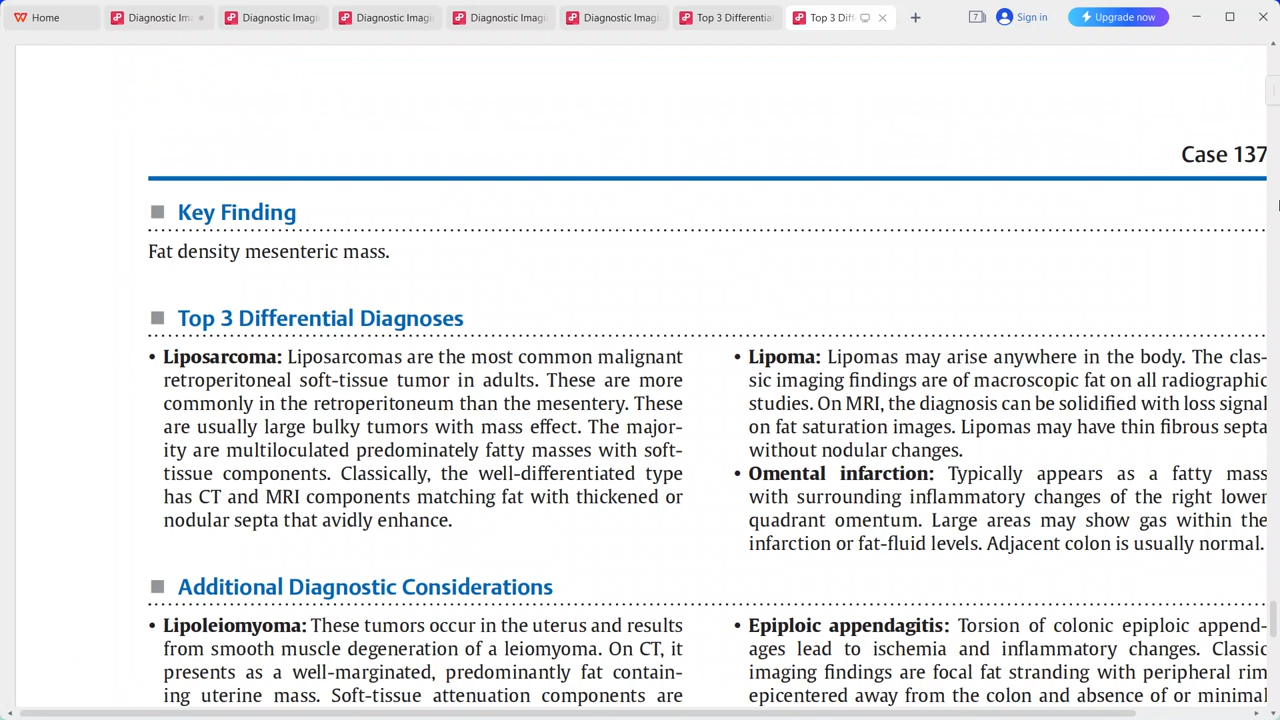 Home
Diagnostic Ima
Diagnostic Imagi
Diagnostic Imagi
Diagnostic Imagi
Diagnostic Imagi
Top 3 Differential
Top 3 Diff
7
Sign in
Upgrade now
Case 137
Key Finding
Fat density mesenteric mass.
Top 3 Differential Diagnoses
• Liposarcoma: Liposarcomas are the most common malignant
retroperitoneal soft-tissue tumor in adults. These are more
commonly in the retroperitoneum than the mesentery. These
are usually large bulky tumors with mass effect. The major-
ity are multiloculated predominately fatty masses with soft-
tissue components. Classically, the well-differentiated type
has CT and MRI components matching fat with thickened or
nodular septa that avidly enhance.
• Lipoma: Lipomas may arise anywhere in the body. The clas-
sic imaging findings are of macroscopic fat on all radiographic
studies. On MRI, the diagnosis can be solidified with loss signal
on fat saturation images. Lipomas may have thin fibrous septa
without nodular changes.
• Omental infarction: Typically appears as a fatty mass
with surrounding inflammatory changes of the right lower
quadrant omentum. Large areas may show gas within the
infarction or fat-fluid levels. Adjacent colon is usually normal.
Additional Diagnostic Considerations
• Lipoleiomyoma: These tumors occur in the uterus and results
from smooth muscle degeneration of a leiomyoma. On CT, it
presents as a well-marginated, predominantly fat contain-
ing uterine mass. Soft-tissue attenuation components are
• Epiploic appendagitis: Torsion of colonic epiploic append-
ages lead to ischemia and inflammatory changes. Classic
imaging findings are focal fat stranding with peripheral rim
epicentered away from the colon and absence of or minimal